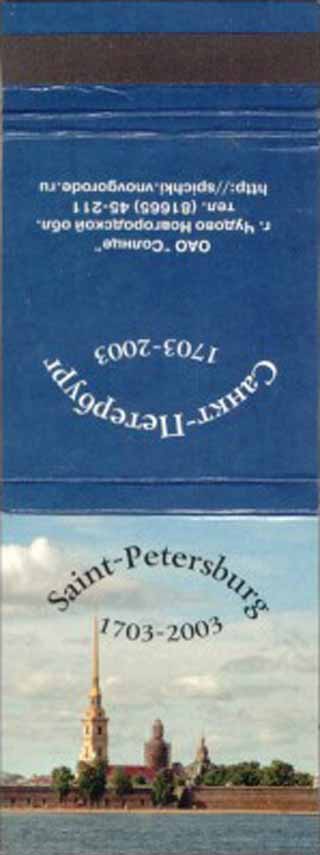 Санкт-Петербург
1703-2003
ОАО "Солнце"
г. Чудово Новгородской обл.
тел. (81665) 45-211
http://spichki.vnovgorode.ru
Saint-Petersburg
1703-2003